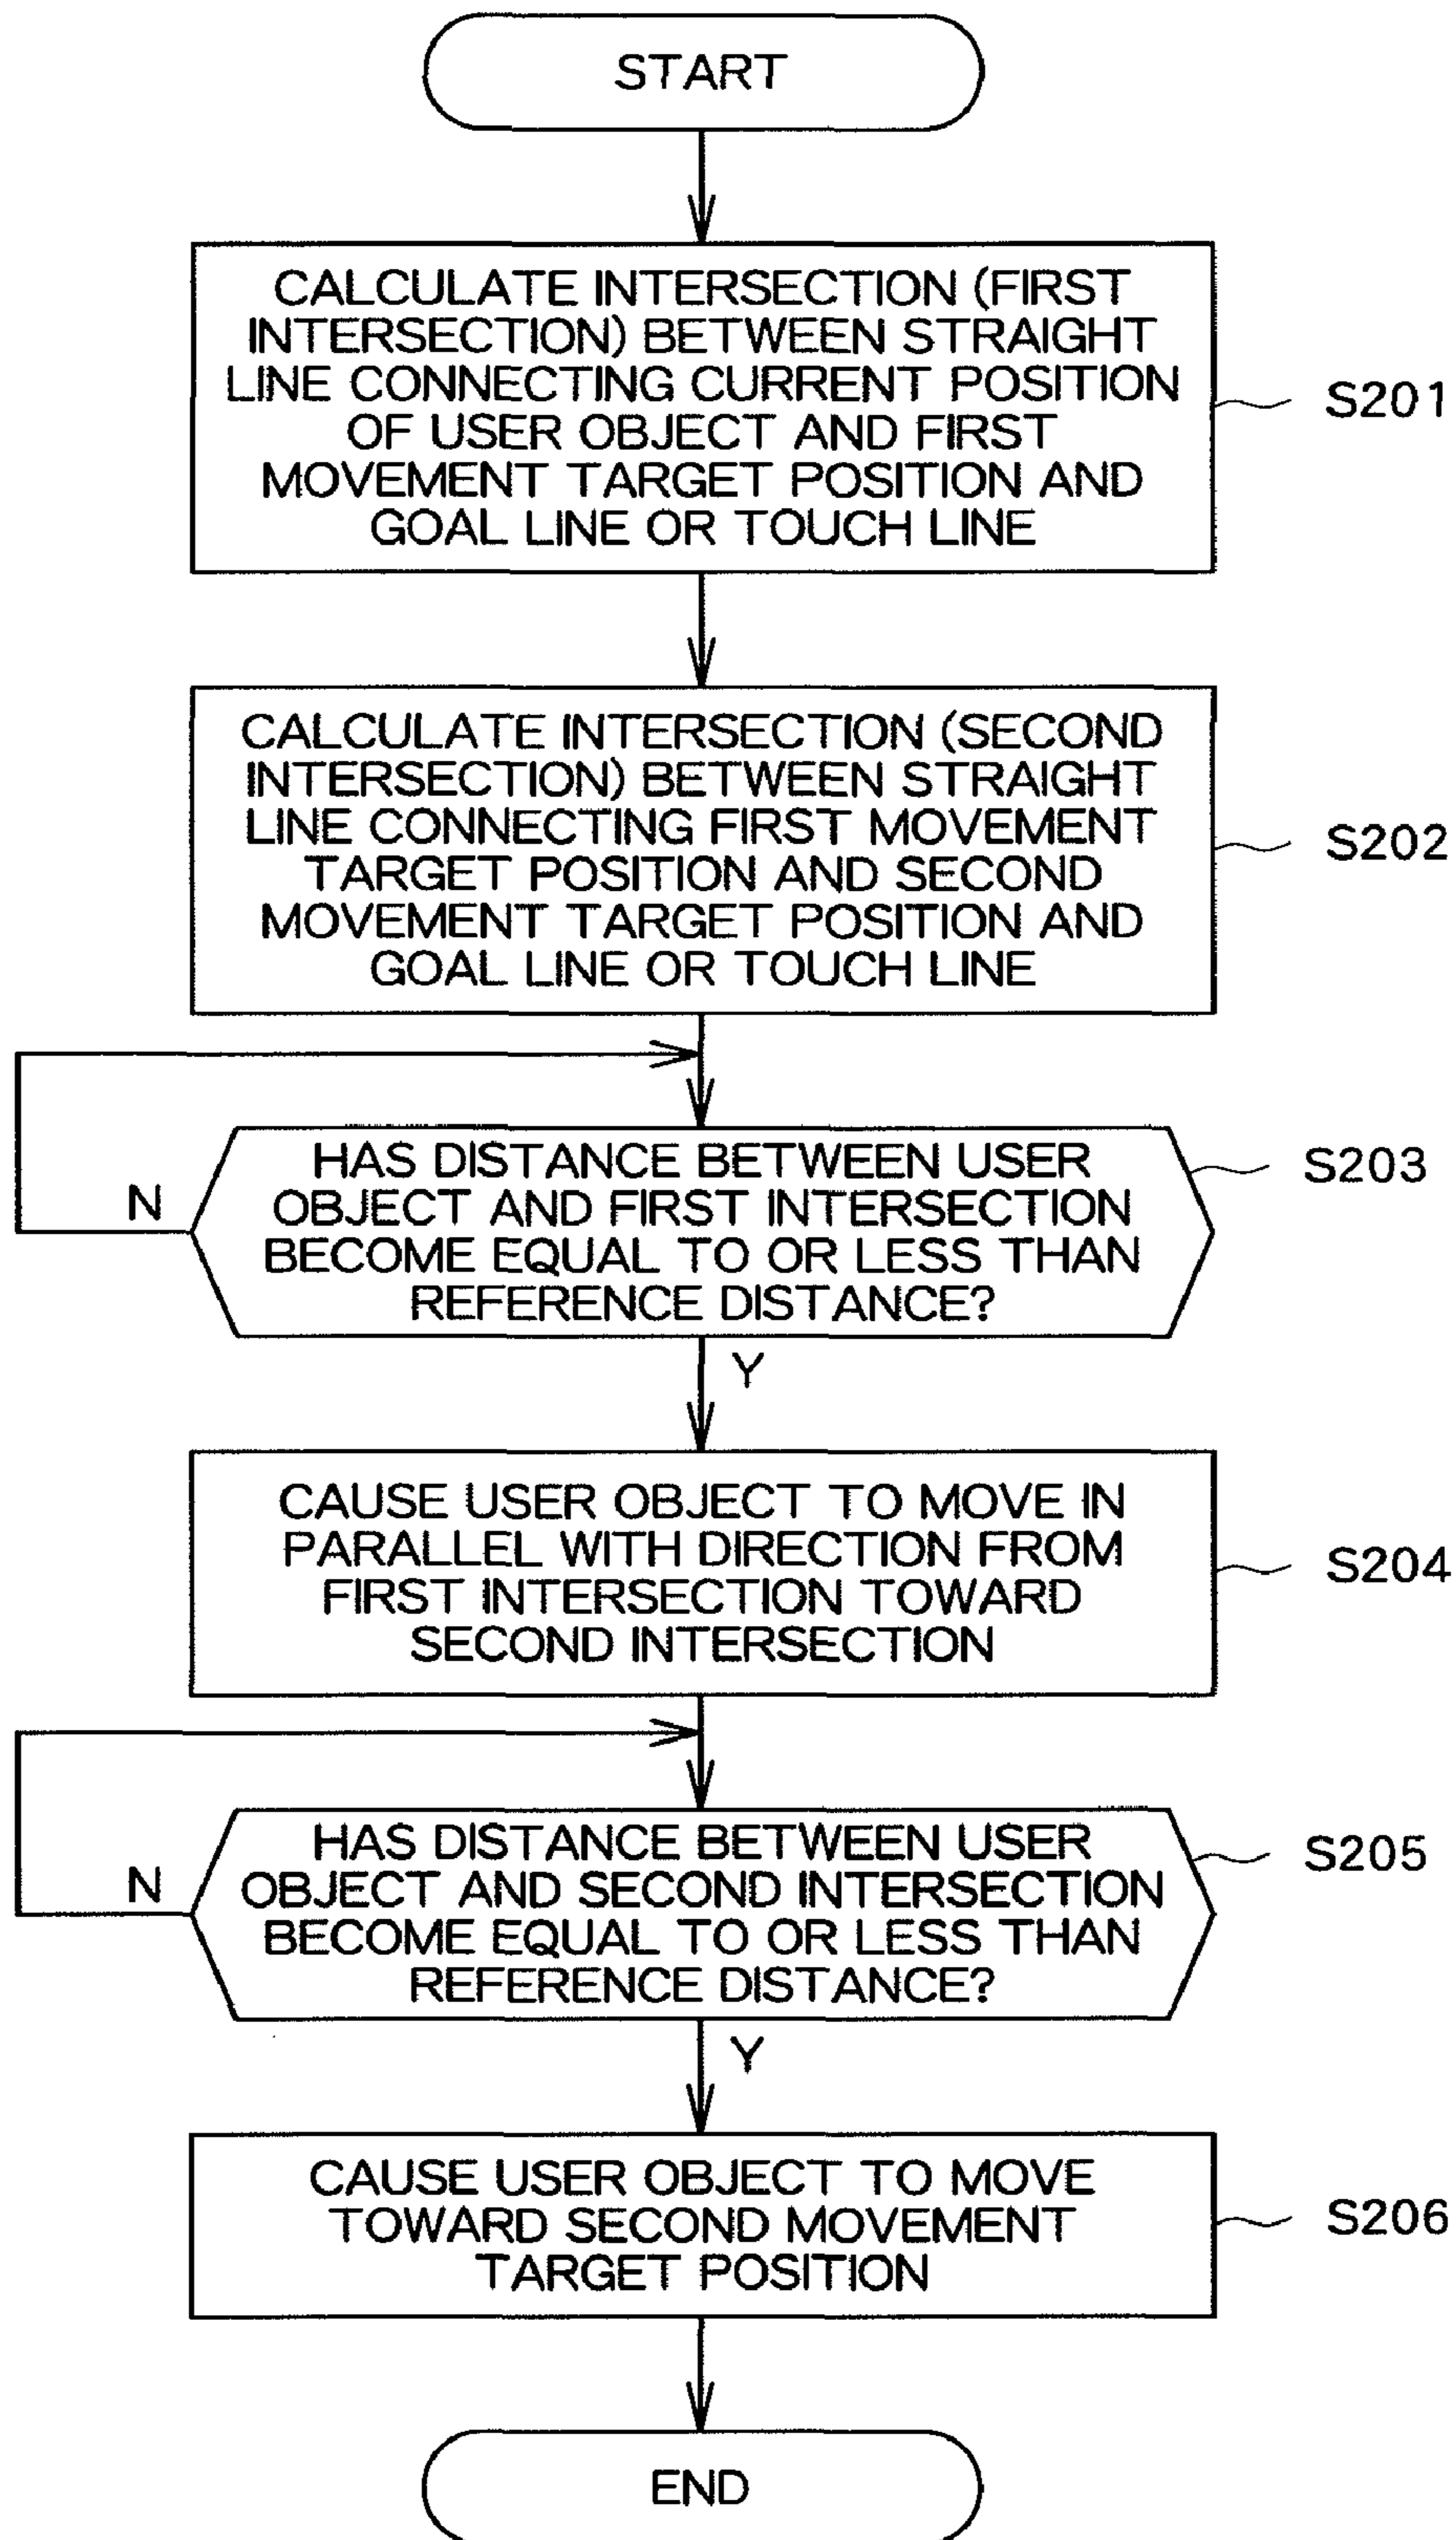 START
CALCULATE INTERSECTION (FIRST
INTERSECTION) BETWEEN STRAIGHT
LINE CONNECTING CURRENT POSITION
OF USER OBJECT AND FIRST
MOVEMENT TARGET POSITION AND
GOAL LINE OR TOUCH LINE
S201
CALCULATE INTERSECTION (SECOND
INTERSECTION) BETWEEN STRAIGHT
LINE CONNECTING FIRST MOVEMENT
TARGET POSITION AND SECOND
MOVEMENT TARGET POSITION AND
GOAL LINE OR TOUCH LINE
S202
HAS DISTANCE BETWEEN USER
OBJECT AND FIRST INTERSECTION
BECOME EQUAL TO OR LESS THAN
REFERENCE DISTANCE?
S203
N
Y
CAUSE USER OBJECT TO MOVE IN
PARALLEL WITH DIRECTION FROM
FIRST INTERSECTION TOWARD
SECOND INTERSECTION
S204
HAS DISTANCE BETWEEN USER
OBJECT AND SECOND INTERSECTION
BECOME EQUAL TO OR LESS THAN
REFERENCE DISTANCE?
S205
N
Y
CAUSE USER OBJECT TO MOVE
TOWARD SECOND MOVEMENT
TARGET POSITION
S206
END